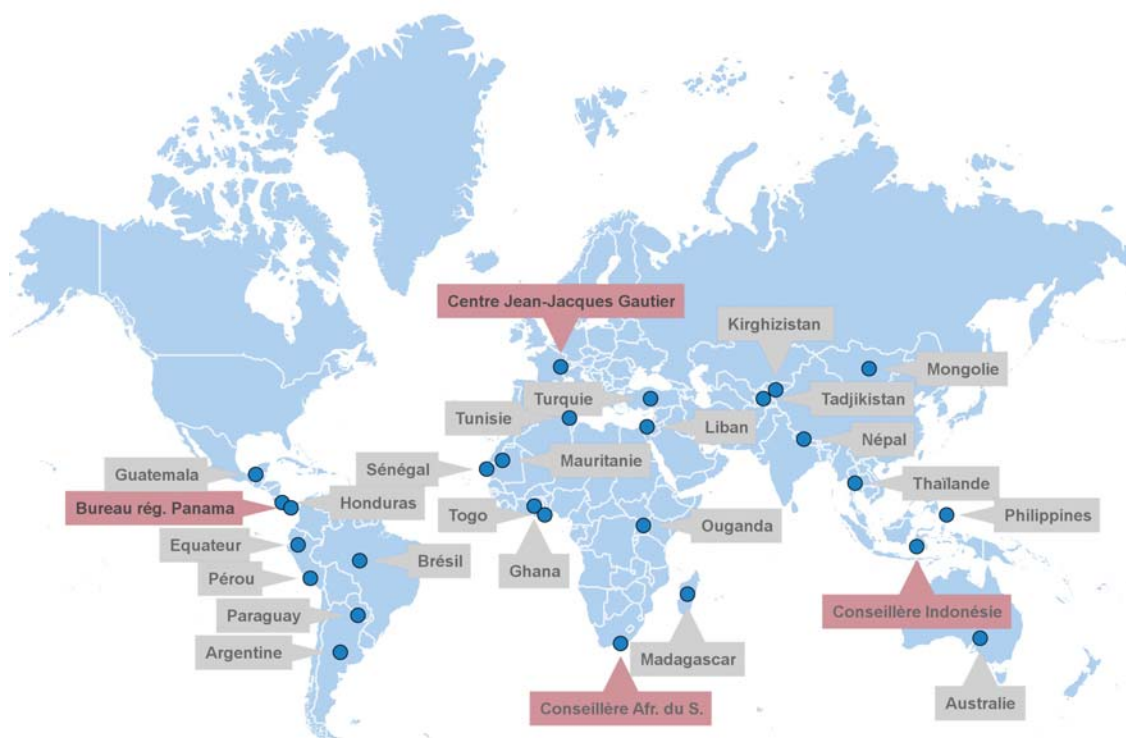 Centre Jean-Jacques Gautier
Kirghizistan
Mongolie
Turquie
Tadjikistan
Tunisie
Liban
Népal
Guatemala
Sénégal
Mauritanie
Thaïlande
Bureau rég. Panama
Honduras
Togo
Ouganda
Philippines
Equateur
Brésil
Ghana
Pérou
Paraguay
Conseillère Indonésie
Argentine
Madagascar
Australie
Conseillère Afr. du S.